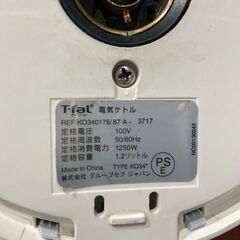 T-fal 電気ケトル
REF:KO340176/87 A - 3717
定格電圧 100V
定格周波数 50/60Hz
定格消費電力 1250W
定格容量 1.2リットル
Made in China TYPE KO34*
株式会社 グループセブ ジャパン
PS
E